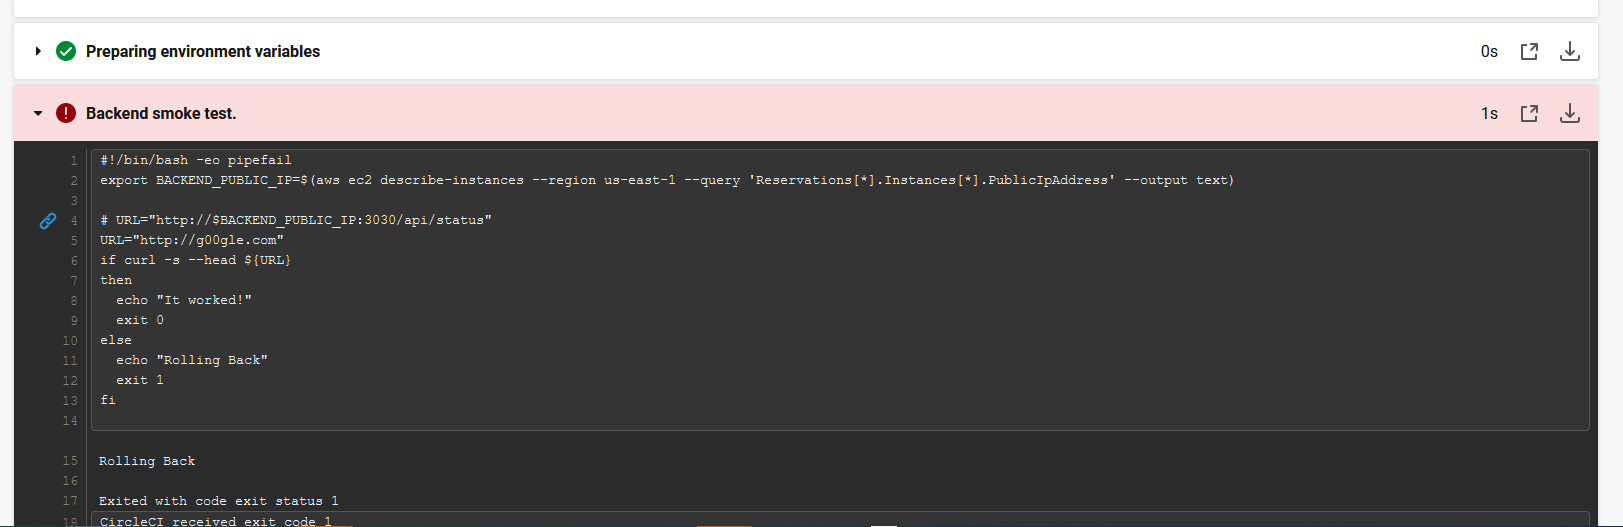 Preparing environment variables 0s
Backend smoke test. 1s
1 #!/bin/bash -eo pipefail
2 export BACKEND_PUBLIC_IP=$(aws ec2 describe-instances --region us-east-1 --query 'Reservations[*].Instances[*].PublicIpAddress' --output text)
3
4 # URL="http://$BACKEND_PUBLIC_IP:3030/api/status"
5 URL="http://g00gle.com"
6 if curl -s --head ${URL}
7 then
8   echo "It worked!"
9   exit 0
10 else
11   echo "Rolling Back"
12   exit 1
13 fi
14
15 Rolling Back
16
17 Exited with code exit status 1
18 CircleCI received exit code 1